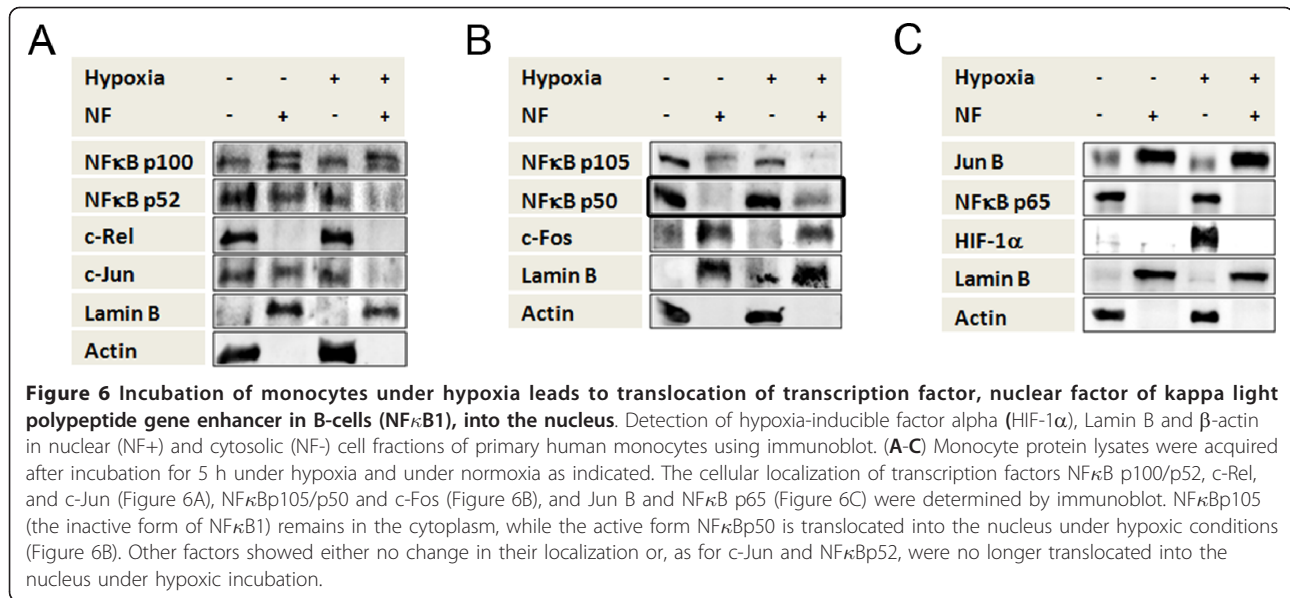 A
Hypoxia - - + +
NF - + - +
NFκB p100
NFκB p52
c-Rel
c-Jun
Lamin B
Actin
B
Hypoxia - - + +
NF - + - +
NFκB p105
NFκB p50
c-Fos
Lamin B
Actin
C
Hypoxia - - + +
NF - + - +
Jun B
NFκB p65
HIF-1α
Lamin B
Actin
Figure 6 Incubation of monocytes under hypoxia leads to translocation of transcription factor, nuclear factor of kappa light
polypeptide gene enhancer in B-cells (NFκB1), into the nucleus. Detection of hypoxia-inducible factor alpha (HIF-1α), Lamin B and β-actin
in nuclear (NF+) and cytosolic (NF-) cell fractions of primary human monocytes using immunoblot. (A-C) Monocyte protein lysates were acquired
after incubation for 5 h under hypoxia and under normoxia as indicated. The cellular localization of transcription factors NFκB p100/p52, c-Rel,
and c-Jun (Figure 6A), NFκBp105/p50 and c-Fos (Figure 6B), and Jun B and NFκB p65 (Figure 6C) were determined by immunoblot. NFκBp105
(the inactive form of NFκB1) remains in the cytoplasm, while the active form NFκBp50 is translocated into the nucleus under hypoxic conditions
(Figure 6B). Other factors showed either no change in their localization or, as for c-Jun and NFκBp52, were no longer translocated into the
nucleus under hypoxic incubation.